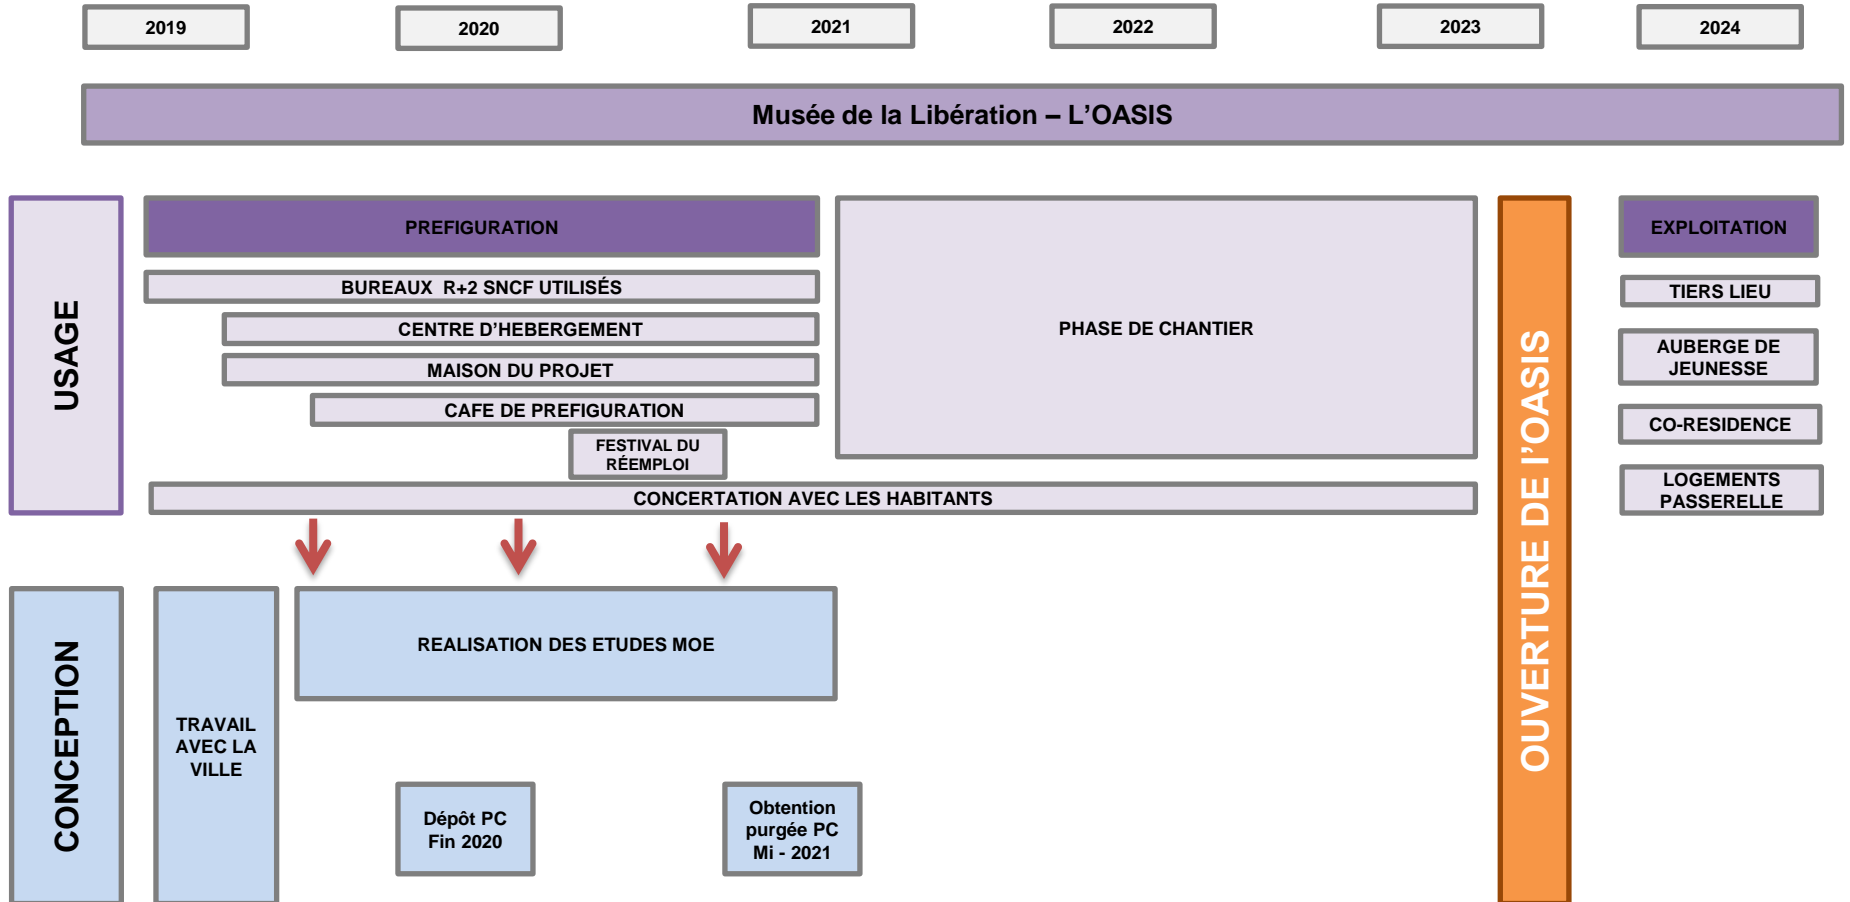 2019
2020
2021
2022
2023
2024
Musée de la Libération – L'OASIS
USAGE
PREFIGURATION
BUREAUX R+2 SNCF UTILISÉS
CENTRE D'HEBERGEMENT
MAISON DU PROJET
CAFE DE PREFIGURATION
FESTIVAL DU
RÉEMPLOI
CONCERTATION AVEC LES HABITANTS
PHASE DE CHANTIER
OUVERTURE DE l'OASIS
EXPLOITATION
TIERS LIEU
AUBERGE DE
JEUNESSE
CO-RESIDENCE
LOGEMENTS
PASSERELLE
CONCEPTION
TRAVAIL
AVEC LA
VILLE
REALISATION DES ETUDES MOE
Dépôt PC
Fin 2020
Obtention
purgée PC
Mi - 2021